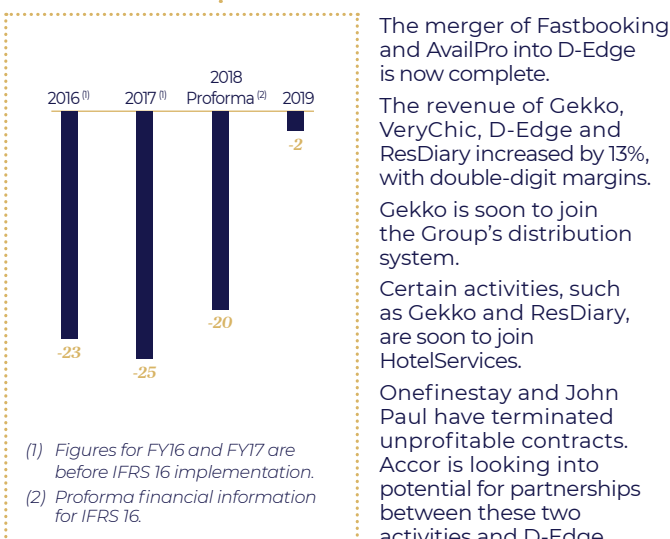 2018
2016 (1) 2017 (1) Proforma (2) 2019
-2
-20
-23
-25
(1) Figures for FY16 and FY17 are
before IFRS 16 implementation.
(2) Proforma financial information
for IFRS 16.
The merger of Fastbooking
and AvailPro into D-Edge
is now complete.
The revenue of Gekko,
VeryChic, D-Edge and
ResDiary increased by 13%,
with double-digit margins.
Gekko is soon to join
the Group’s distribution
system.
Certain activities, such
as Gekko and ResDiary,
are soon to join
HotelServices.
Onefinestay and John
Paul have terminated
unprofitable contracts.
Accor is looking into
potential for partnerships
between these two
activities and D-Edge